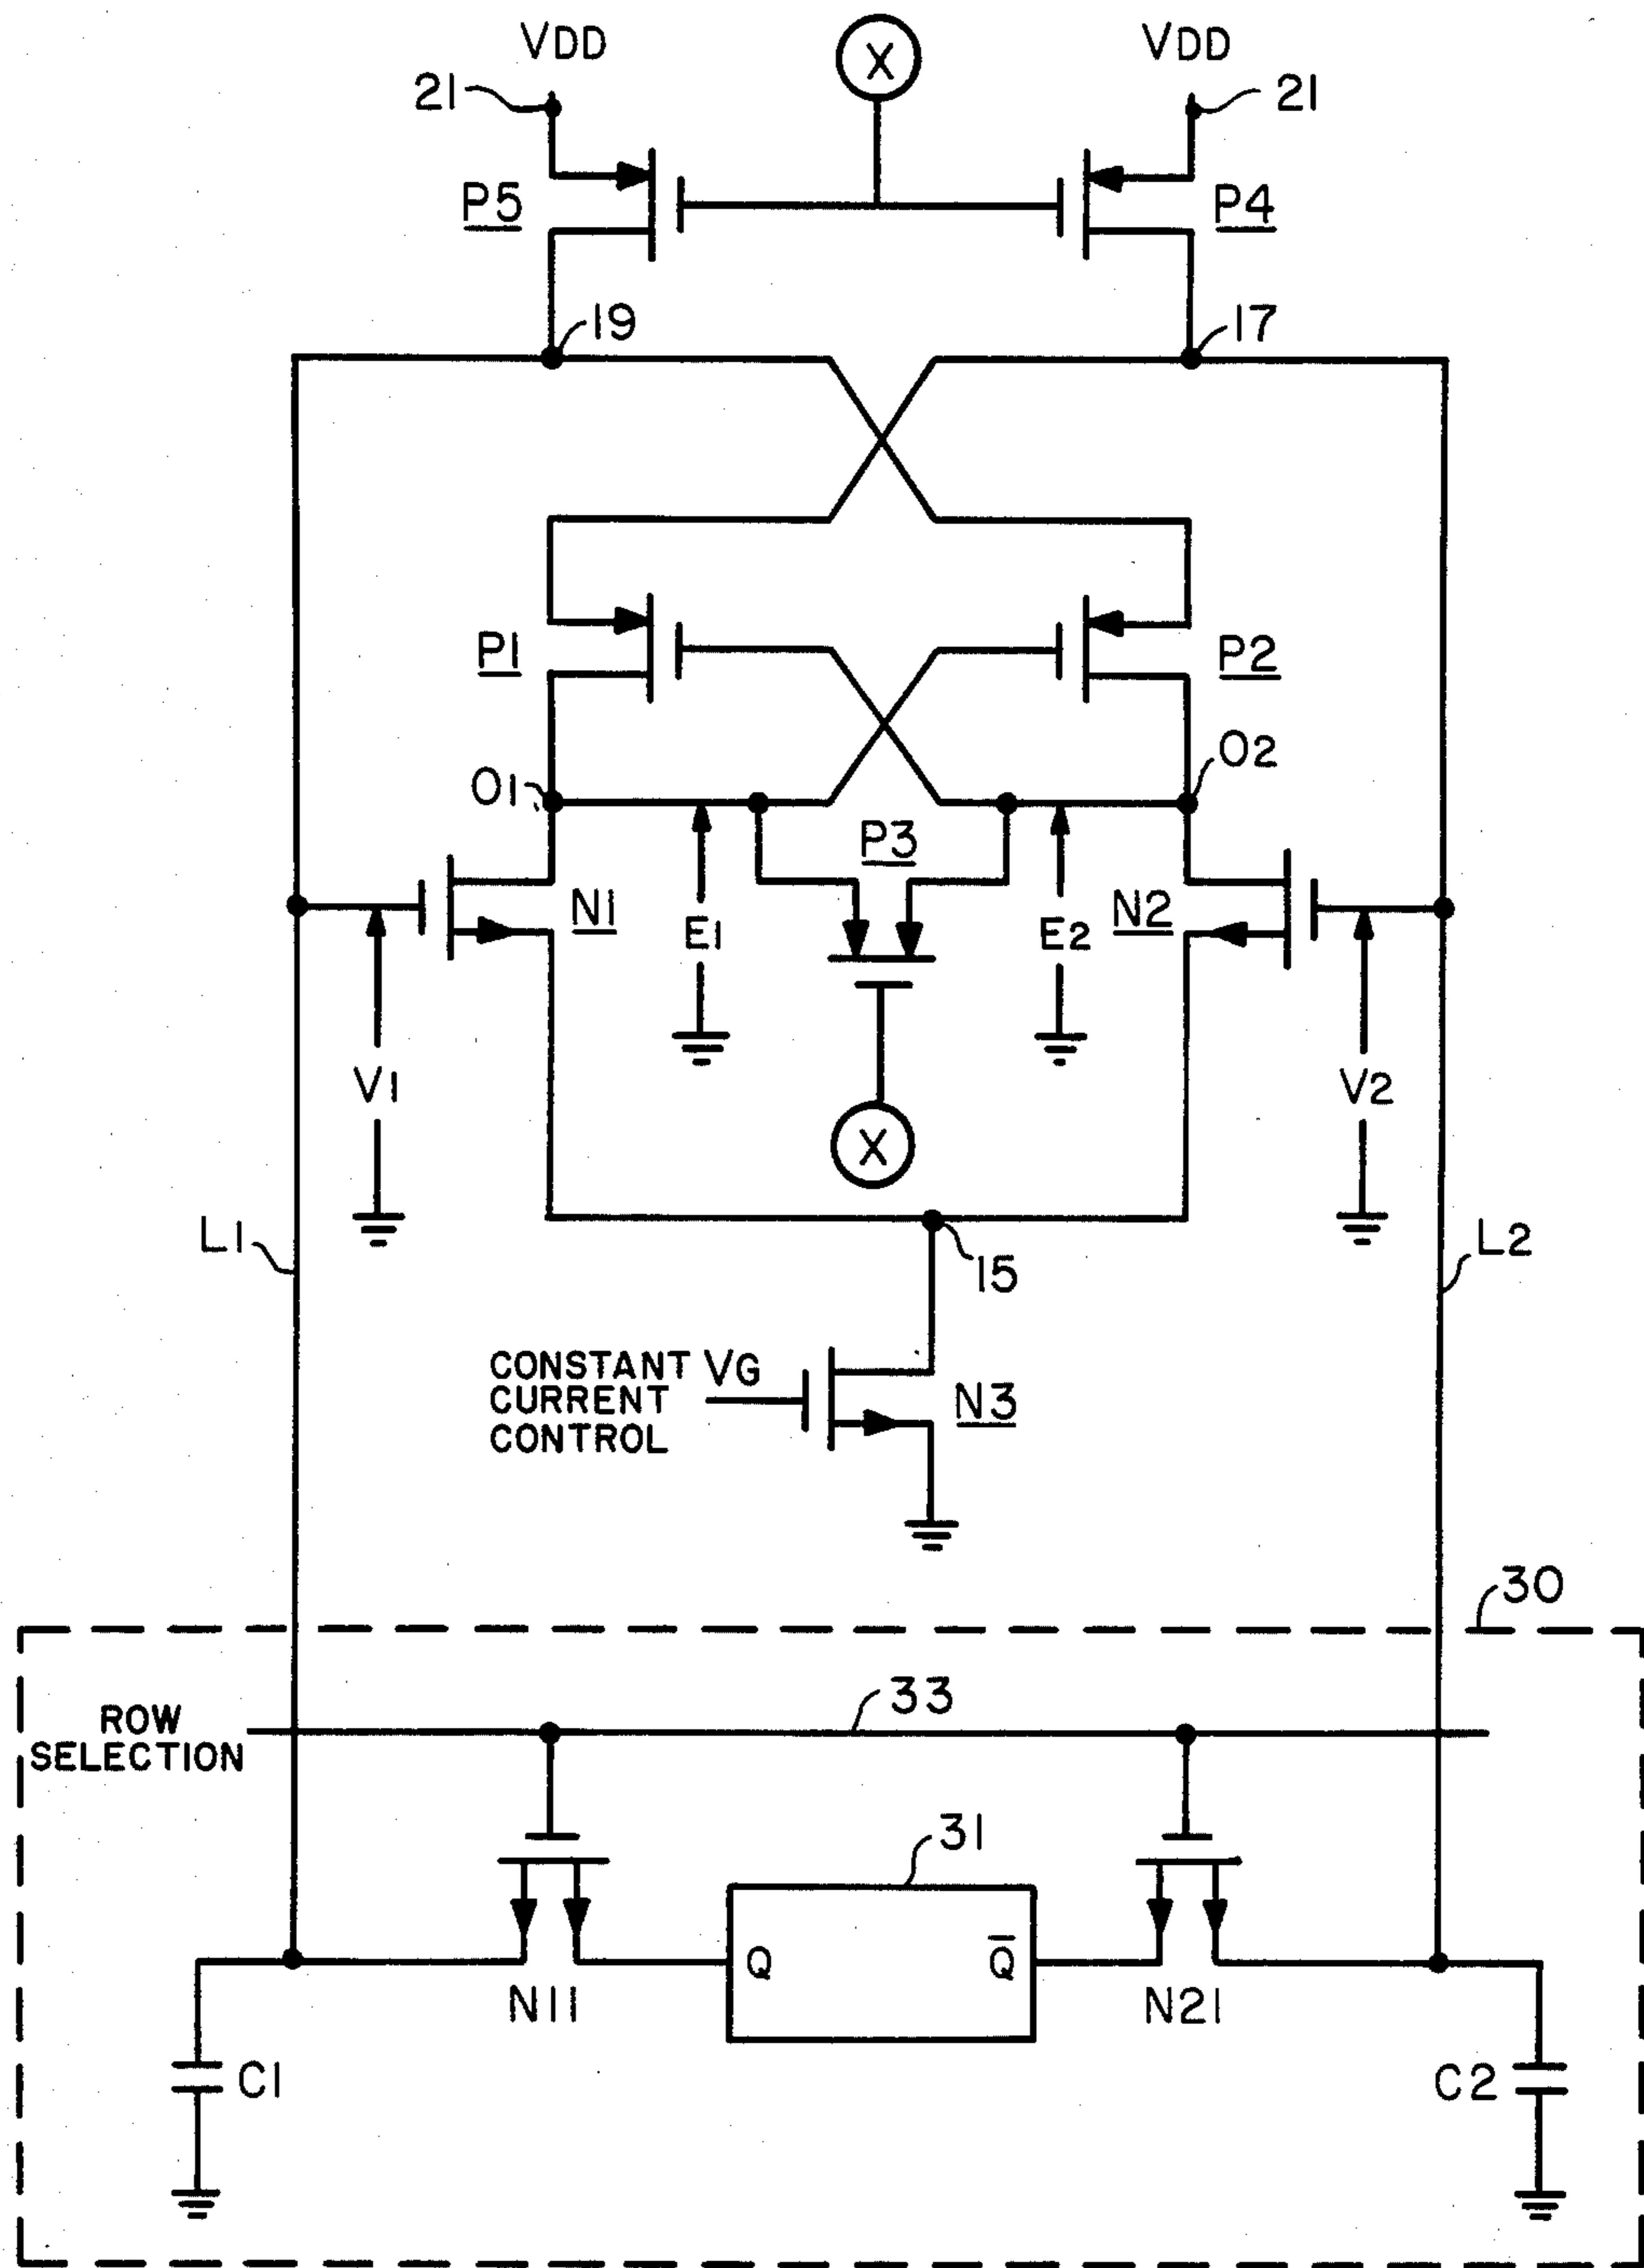 VDD X VDD
21 21
P5 P4
19 17
P1 P2
O1 O2
P3
N1 E1 E2 N2
V1 V2
X
L1 15 L2
CONSTANT VG
CURRENT N3
CONTROL
30
33
ROW
SELECTION
31
Q Q̅
N11 N21
C1 C2